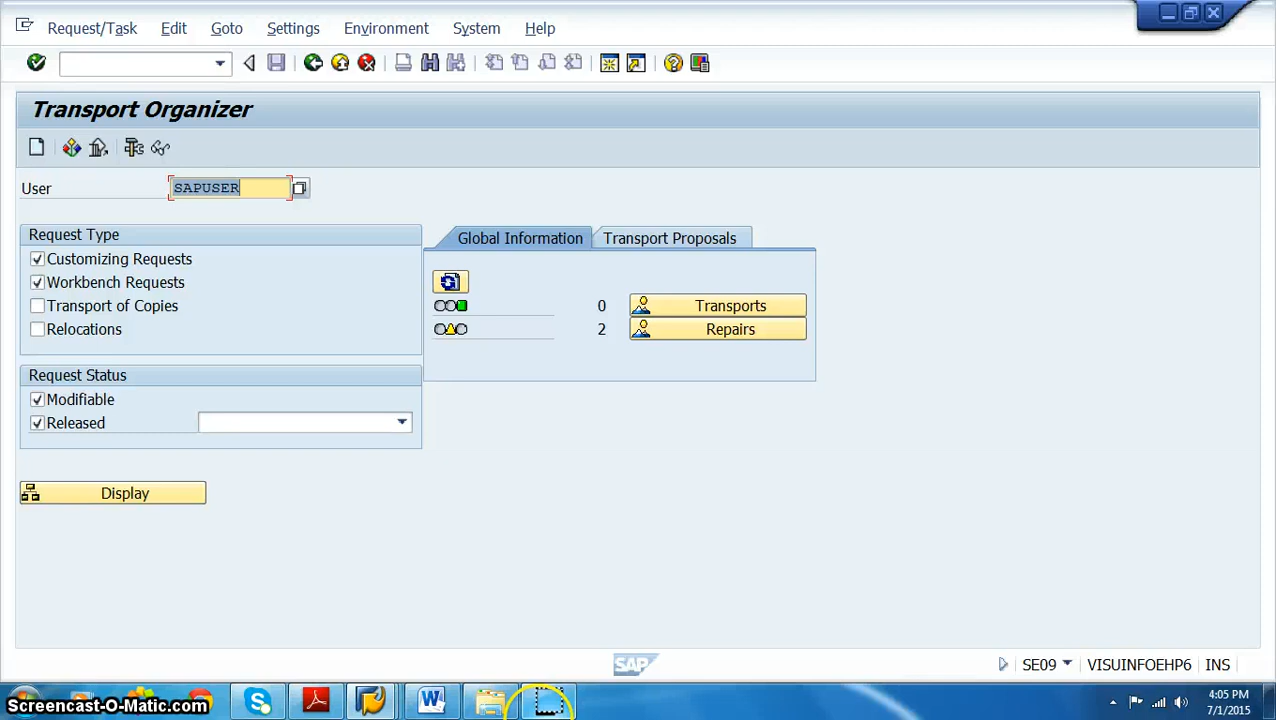 Request/Task Edit Goto Settings Environment System Help
Transport Organizer
User SAPUSER
Request Type
Customizing Requests
Workbench Requests
Transport of Copies
Relocations
Request Status
Modifiable
Released
Display
Global Information Transport Proposals
0 Transports
2 Repairs
SAP SE09 VISUINFOEHP6 INS
Screencast-O-Matic.com
4:05 PM
7/1/2015